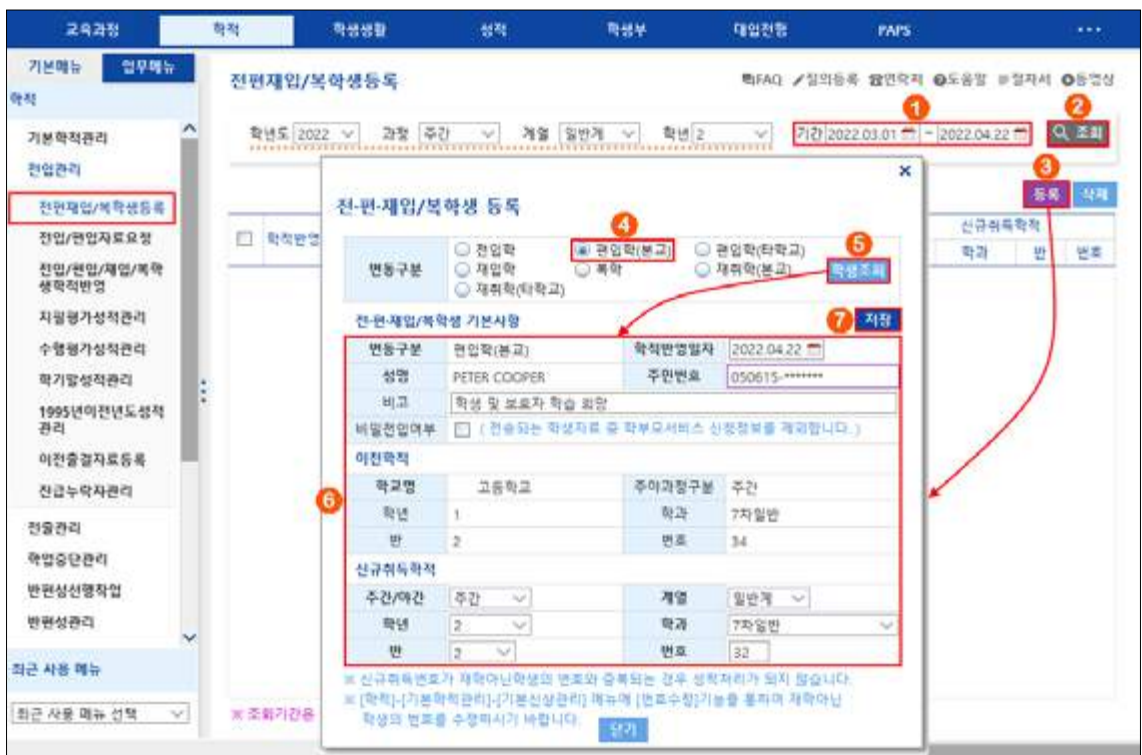 교육과정 학적 학생생활 성적 학생부 대입전형 PAPS ...
기본메뉴 업무메뉴
학적
기본학적관리
전입관리
전편재입/복학생등록
전입/편입자료요청
전입/편입/재입/복학
생학적반영
지필평가성적관리
수행평가성적관리
학기말성적관리
1995년이전년도성적
관리
이전출결자료등록
진급누락자관리
전출관리
학업중단관리
반편성선행작업
반편성관리
최근 사용 메뉴
최근 사용 메뉴 선택
전편재입/복학생등록
FAQ 질의등록 연락처 도움말 절차서 동영상
1 2
학년도 2022 과정 주간 계열 일반계 학년 2 기간 2022.03.01 ~ 2022.04.22 조회
3
등록 삭제
학적반영
신규취득학적
학과 반 번호
전·편·재입/복학생 등록
4
5
변동구분
전입학 편입학(본교) 편입학(타학교)
재입학 복학 재취학(본교) 학생조회
재취학(타학교)
전·편·재입/복학생 기본사항 7 저장
변동구분 편입학(본교) 학적반영일자 2022.04.22
성명 PETER COOPER 주민번호 050615-*******
비고 학생 및 보호자 학습 희망
비밀전입여부 ( 전송되는 학생자료 중 학부모서비스 신청정보를 제외합니다. )
이전학적
6
학교명 고등학교 주야과정구분 주간
학년 1 학과 7차일반
반 2 번호 34
신규취득학적
주간/야간 주간 계열 일반계
학년 2 학과 7차일반
반 2 번호 32
※ 신규취득번호가 재학아닌학생의 번호와 중복되는 경우 성적처리가 되지 않습니다.
※ [학적]-[기본학적관리]-[기본신상관리] 메뉴에 [번호수정]기능을 통하여 재학아닌
학생의 번호를 수정하시기 바랍니다.
닫기
※ 조회기간은